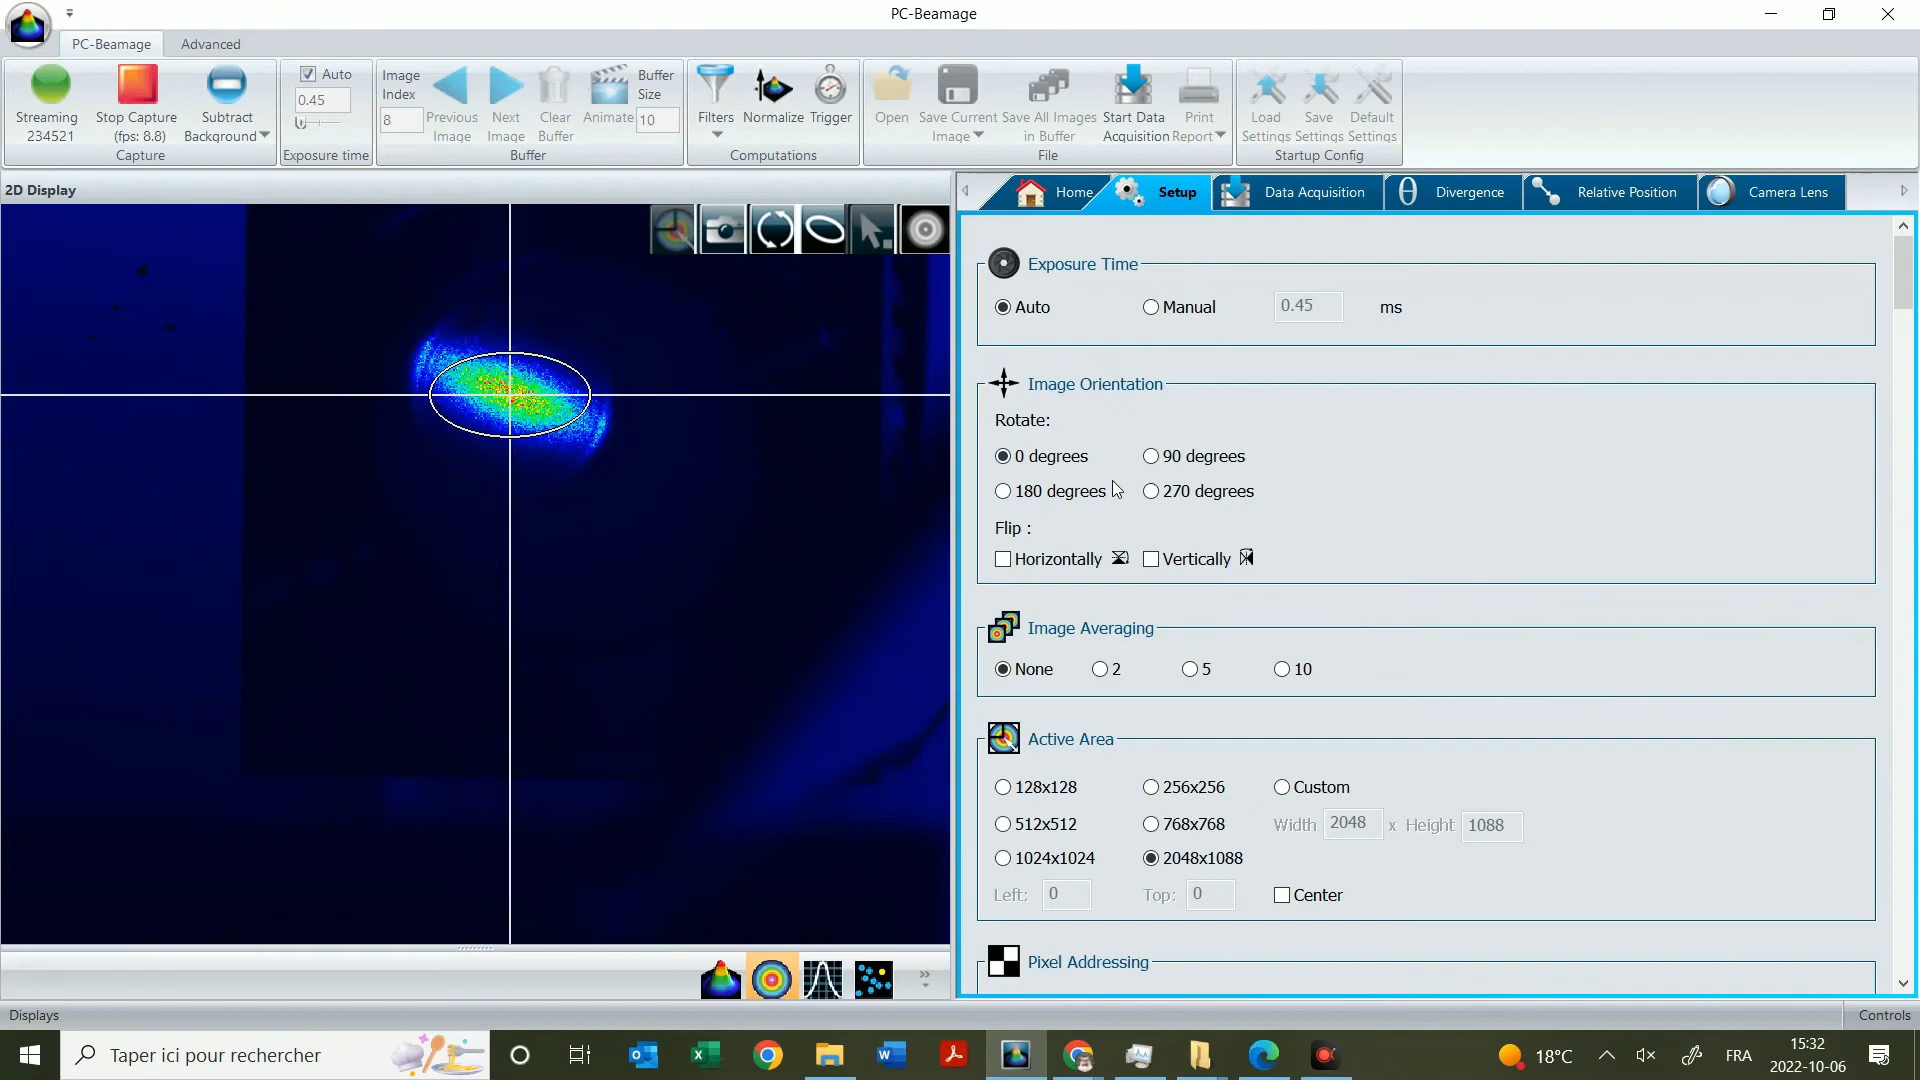 PC-Beamage
PC-Beamage Advanced
Streaming
234521
Stop Capture
(fps: 8.8)
Subtract
Background
Capture
Auto
0.45
Exposure time
Image
Index
8
Previous
Image
Next
Image
Clear
Buffer
Animate
Buffer
Size
10
Buffer
Filters
Normalize
Trigger
Computations
Open
Save Current
Image
Save All Images
in Buffer
Start Data
Acquisition
Print
Report
File
Load
Settings
Save
Settings
Default
Settings
Startup Config
2D Display
Home
Setup
Data Acquisition
Divergence
Relative Position
Camera Lens
Exposure Time
Auto Manual 0.45 ms
Image Orientation
Rotate:
0 degrees 90 degrees
180 degrees 270 degrees
Flip :
Horizontally Vertically
Image Averaging
None 2 5 10
Active Area
128x128 256x256 Custom
512x512 768x768 Width 2048 x Height 1088
1024x1024 2048x1088
Left: 0 Top: 0 Center
Pixel Addressing
Displays Controls
Taper ici pour rechercher
18°C
FRA
15:32
2022-10-06